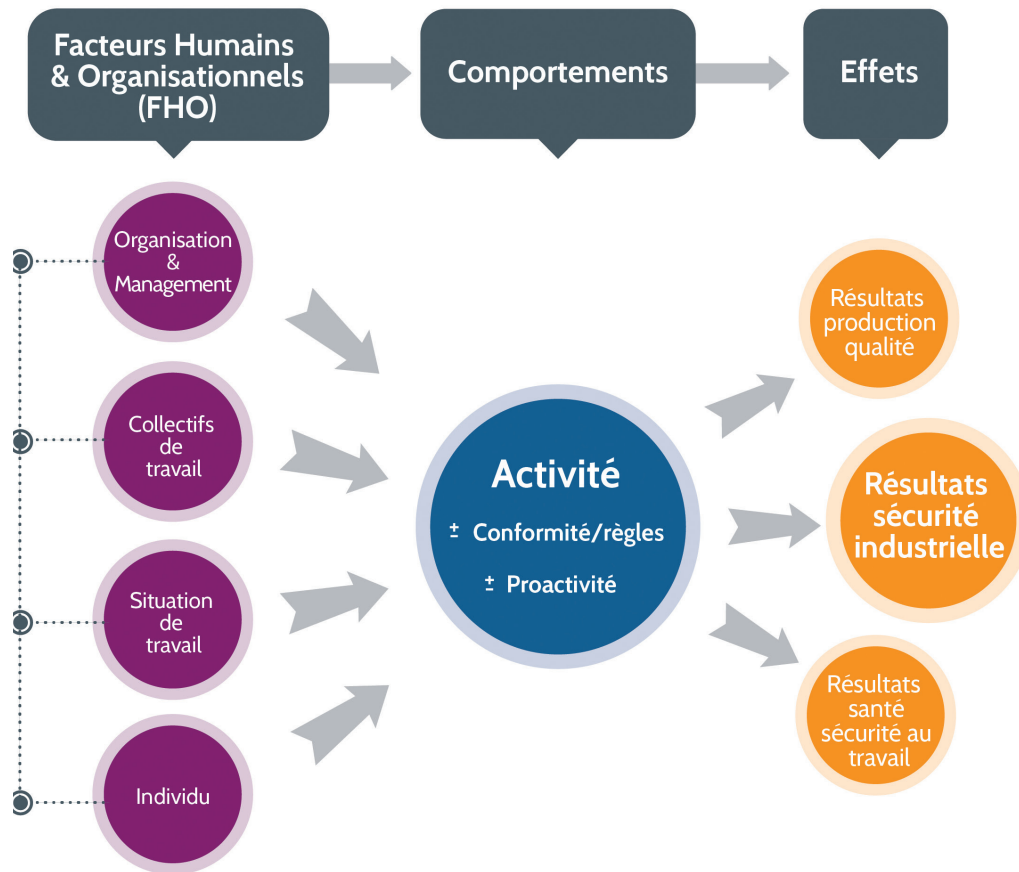 Facteurs Humains
& Organisationnels
(FHO)
Comportements
Effets
Organisation
&
Management
Collectifs
de
travail
Situation
de
travail
Individu
Activité
± Conformité/règles
± Proactivité
Résultats
production
qualité
Résultats
sécurité
industrielle
Résultats
santé
sécurité au
travail